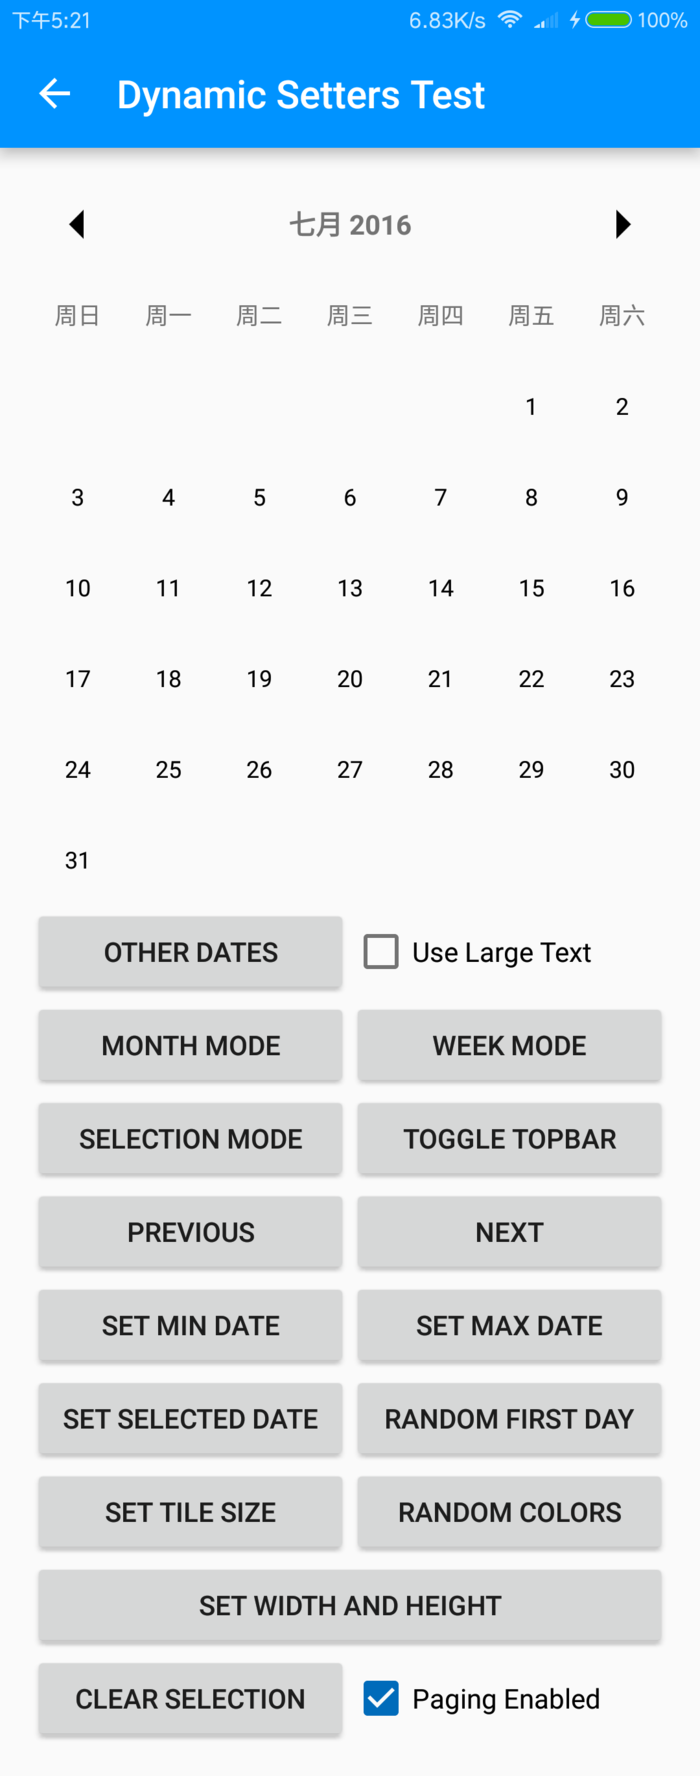 下午5:21 6.83K/s 100%
Dynamic Setters Test
七月 2016
周日 周一 周二 周三 周四 周五 周六
1 2
3 4 5 6 7 8 9
10 11 12 13 14 15 16
17 18 19 20 21 22 23
24 25 26 27 28 29 30
31
OTHER DATES Use Large Text
MONTH MODE WEEK MODE
SELECTION MODE TOGGLE TOPBAR
PREVIOUS NEXT
SET MIN DATE SET MAX DATE
SET SELECTED DATE RANDOM FIRST DAY
SET TILE SIZE RANDOM COLORS
SET WIDTH AND HEIGHT
CLEAR SELECTION Paging Enabled